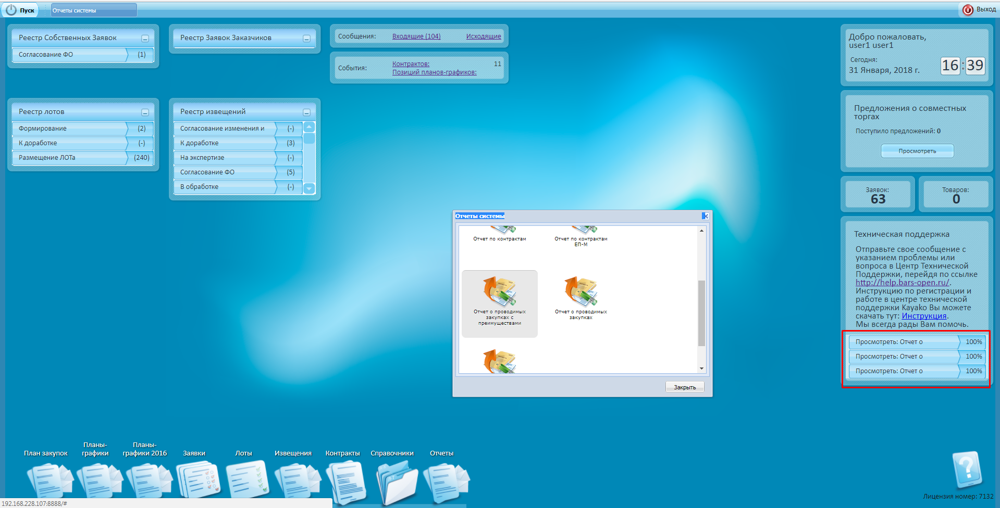 Пуск
Отчеты системы
Выход
Реестр Собственных Заявок
Согласование ФО (1)
Реестр Заявок Заказчиков
Сообщения: Входящие (104) Исходящие
События: Контрактов: 11
Позиций планов-графиков:
Добро пожаловать,
user1 user1
Сегодня:
31 Января, 2018 г.
16:39
Реестр лотов
Формирование (2)
К доработке (-)
Размещение ЛОТа (240)
Реестр извещений
Согласование изменения и (-)
К доработке (3)
На экспертизе (-)
Согласование ФО (5)
В обработке (-)
Предложения о совместных
торгах
Поступило предложений: 0
Просмотреть
Заявок:
63
Товаров:
0
Отчеты системы
Отчет по контрактам
Отчет по контрактам
ЕП-М
Отчет о проводимых
закупках с
преимуществами
Отчет о проводимых
закупках
Закрыть
Техническая поддержка
Отправьте свое сообщение с
указанием проблемы или
вопроса в Центр Технической
Поддержки, перейдя по ссылке
http://help.bars-open.ru/.
Инструкцию по регистрации и
работе в центре технической
поддержки Kayako Вы можете
скачать тут: Инструкция.
Мы всегда рады Вам помочь.
Просмотреть: Отчет о 100%
Просмотреть: Отчет о 100%
Просмотреть: Отчет о 100%
План закупок
Планы-
графики
Планы-
графики 2016
Заявки
Лоты
Извещения
Контракты
Справочники
Отчеты
Лицензия номер: 7132
192.168.228.107:8888/#